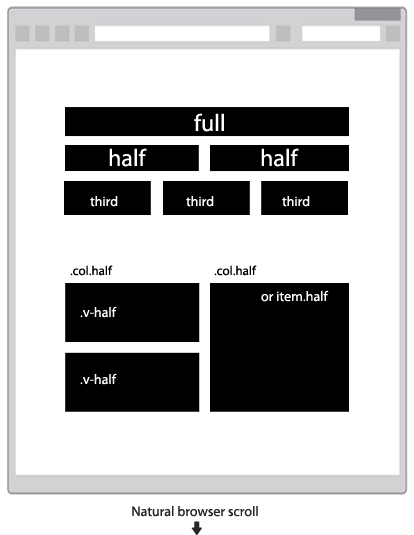 full
half half
third third third
.col.half .col.half
or item.half
.v-half
.v-half
Natural browser scroll